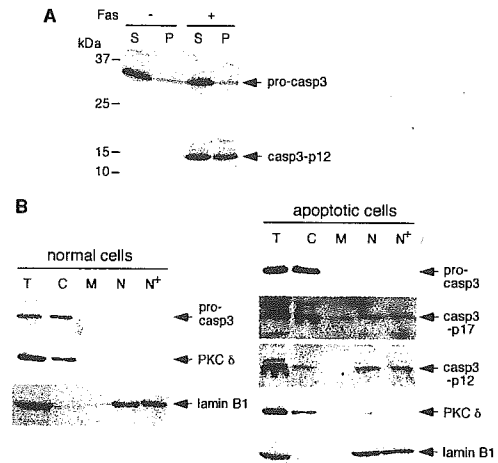 A
Fas - +
kDa S P S P
37-
pro-casp3
25-
15-
casp3-p12
10-
B
normal cells
T C M N N+
pro-
casp3
PKC δ
lamin B1
apoptotic cells
T C M N N+
pro-
casp3
casp3
-p17
casp3
-p12
PKC δ
lamin B1